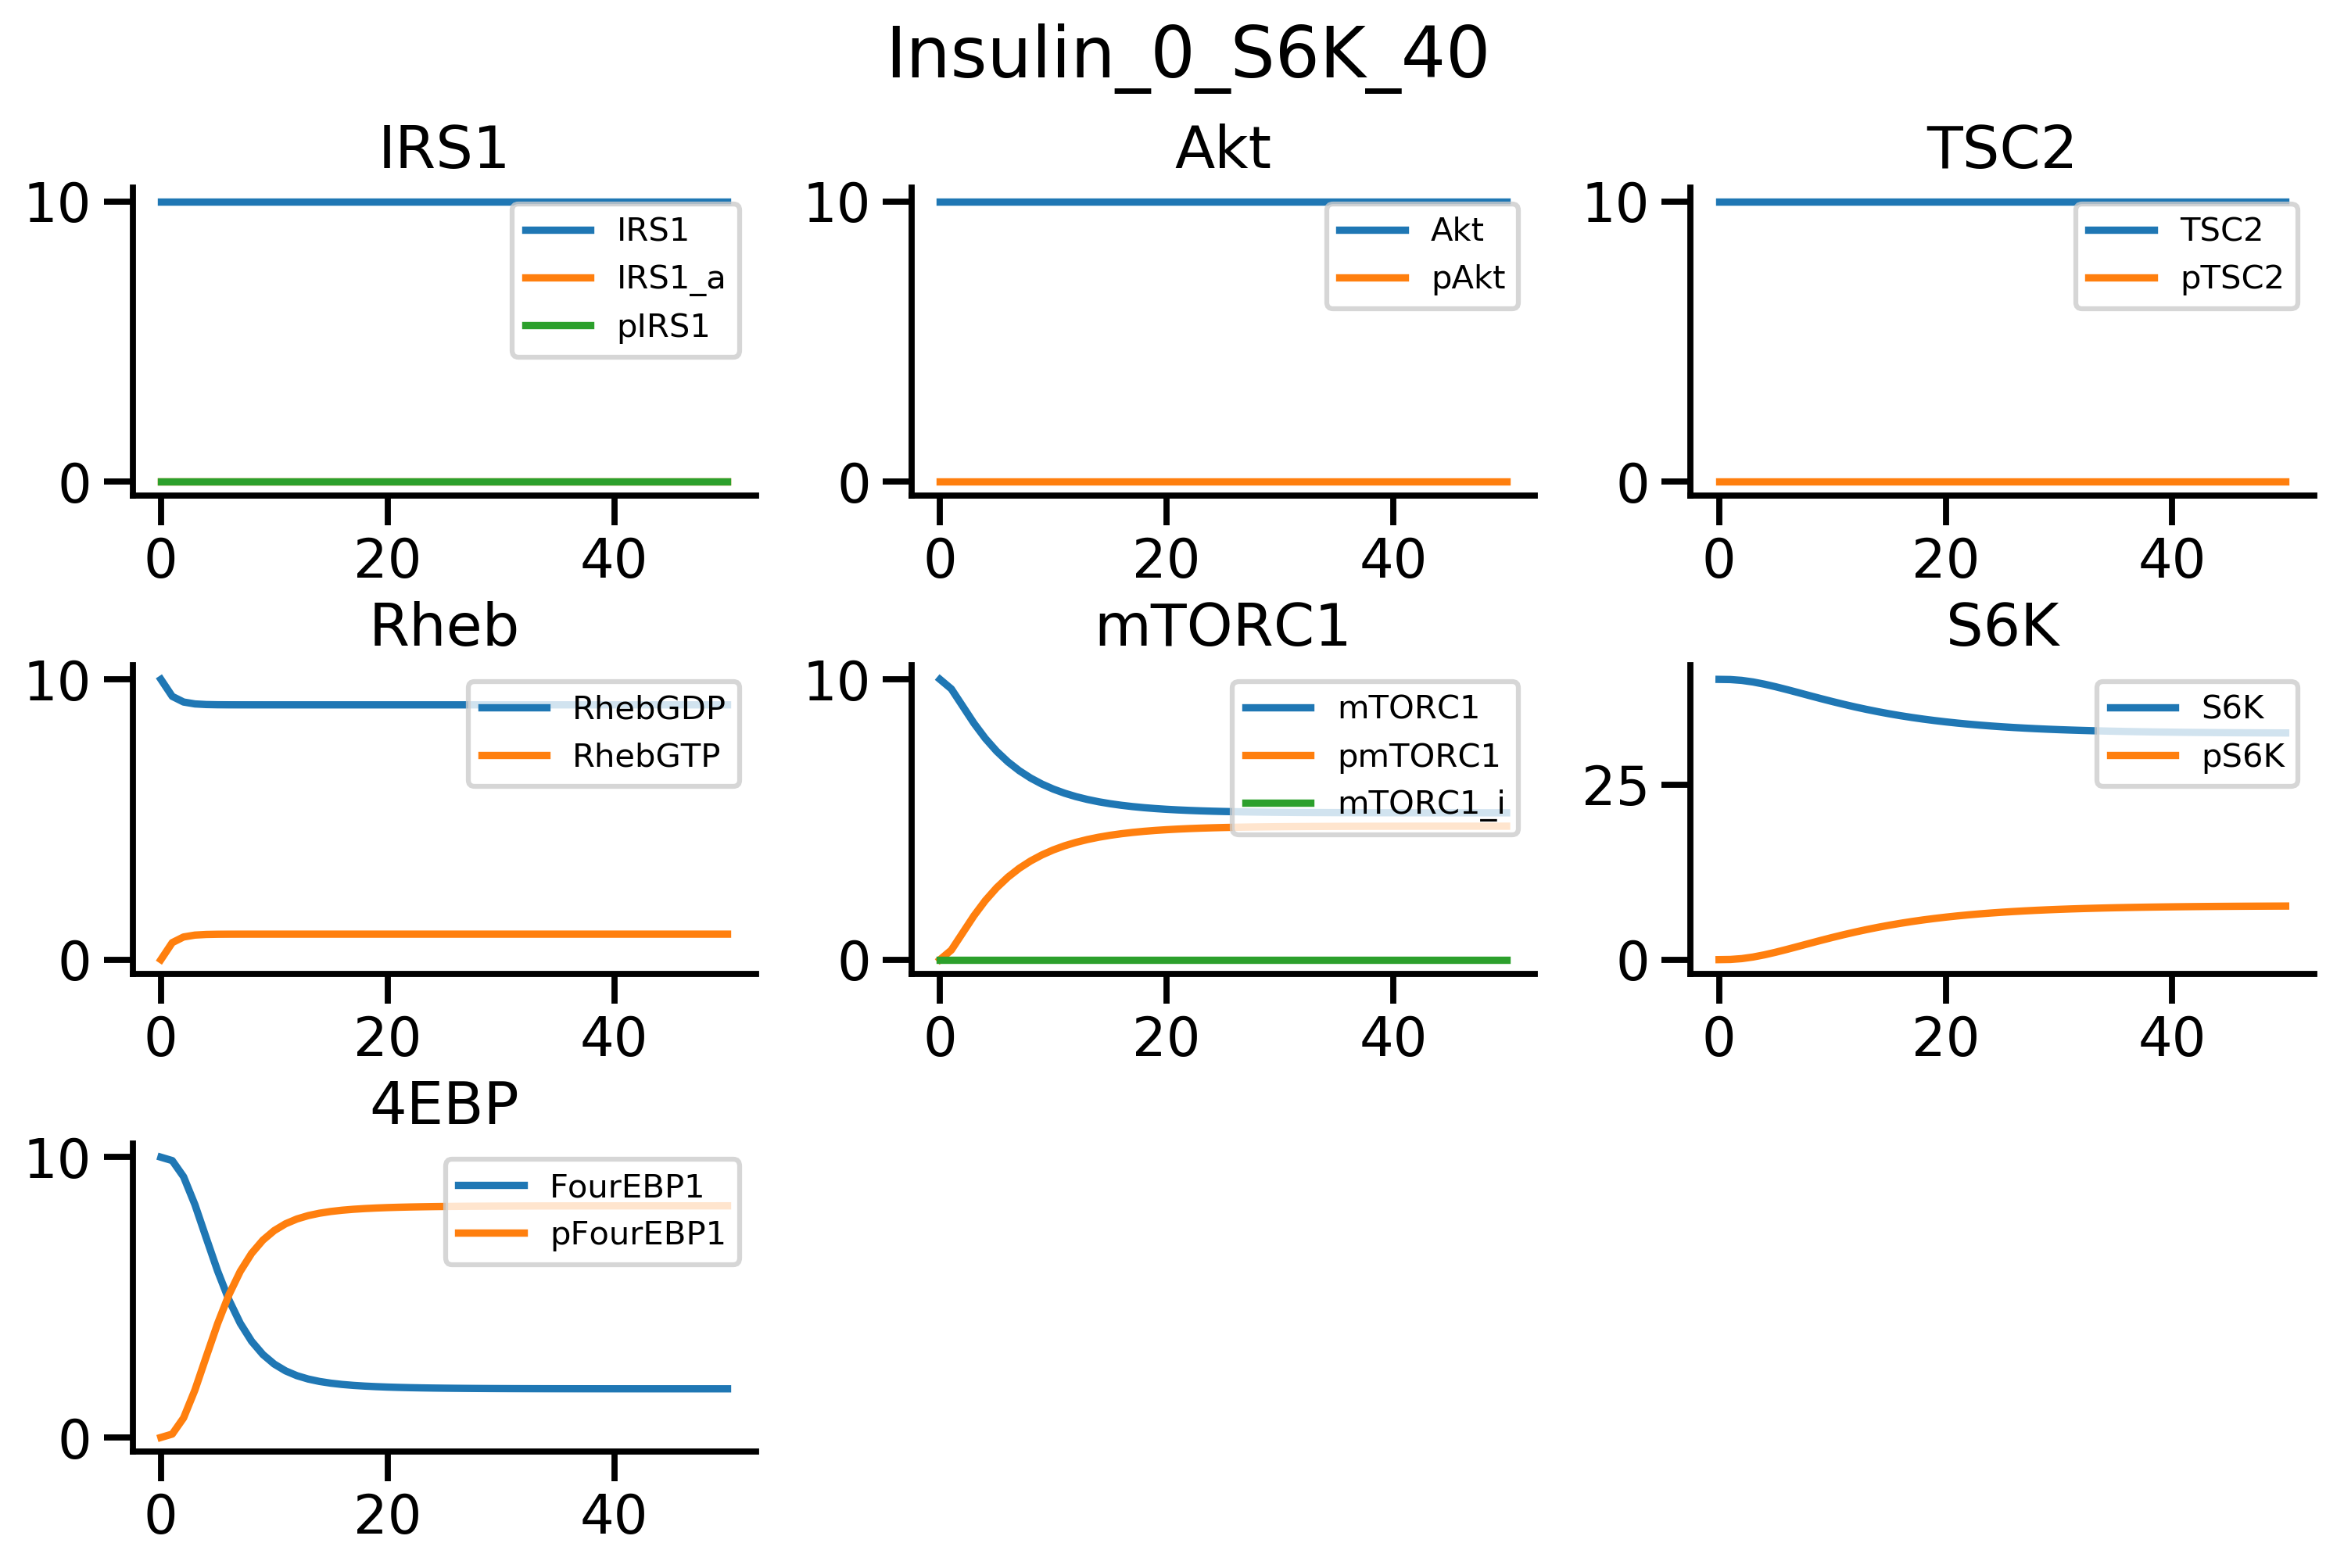 Insulin_0_S6K_40
IRS1
10
0
IRS1
IRS1_a
pIRS1
0 20 40
Akt
10
0
Akt
pAkt
0 20 40
TSC2
10
0
TSC2
pTSC2
0 20 40
Rheb
10
0
RhebGDP
RhebGTP
0 20 40
mTORC1
10
0
mTORC1
pmTORC1
mTORC1_i
0 20 40
S6K
25
0
S6K
pS6K
0 20 40
4EBP
10
0
FourEBP1
pFourEBP1
0 20 40